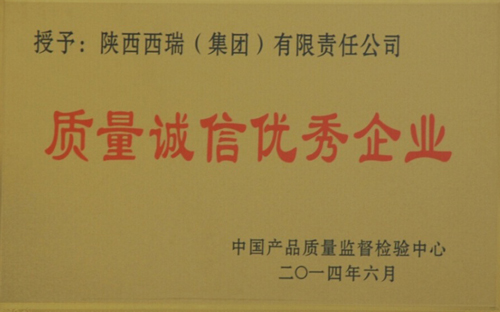 授予：陕西西瑞（集团）有限责任公司
质量诚信优秀企业
中国产品质量监督检验中心
二〇一四年六月